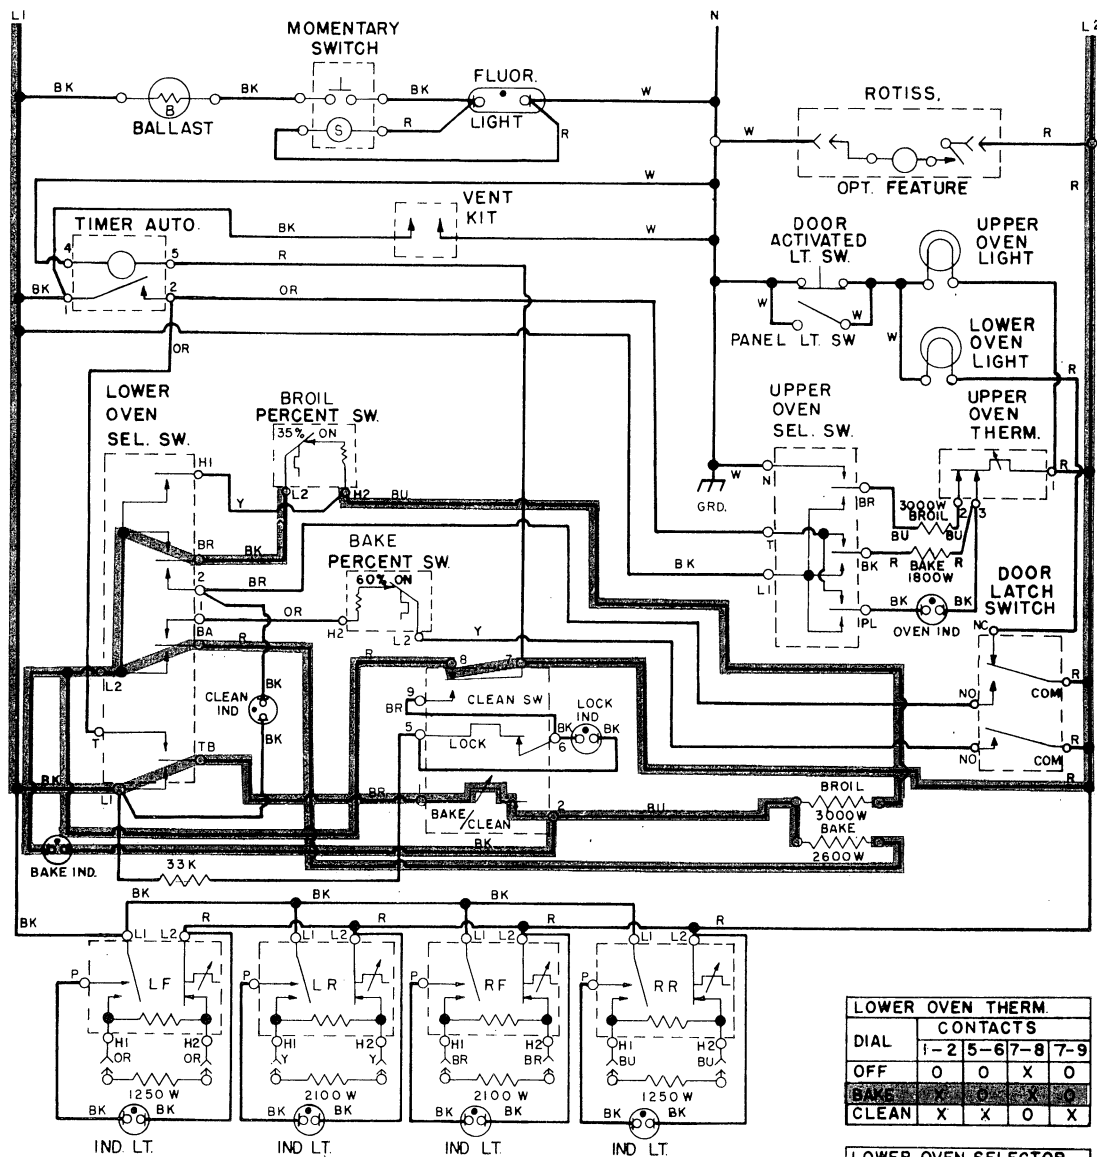 L1
N
L2
MOMENTARY
SWITCH
FLUOR.
LIGHT
BK
BK
BK
W
B
BALLAST
S
R
R
ROTISS.
W
R
OPT. FEATURE
R
W
VENT
KIT
TIMER AUTO.
BK
W
4
5
R
BK
1
2
OR
OR
DOOR
ACTIVATED
LT. SW.
UPPER
OVEN
LIGHT
W
W
PANEL LT. SW
W
LOWER
OVEN
LIGHT
R
LOWER
OVEN
SEL. SW.
BROIL
PERCENT SW.
35% ON
UPPER
OVEN
SEL. SW.
UPPER
OVEN
THERM.
H1
Y
L2
H2
BU
W
N
GRD.
BR
3000W
BROIL
BU
BU
2
3
R
BR
BK
BAKE
PERCENT SW.
60% ON
T
BK
L1
BK
R
BAKE
1800W
R
DOOR
LATCH
SWITCH
2
BR
OR
H2
L2
Y
BK
BK
IPL
OVEN IND
NC
BA
R
L2
CLEAN
IND
BK
BK
R
8
7
9
BR
CLEAN SW
LOCK
IND
BK
BK
5
LOCK
6
NO
COM
R
NO
COM
R
R
T
TB
BK
L1
BR
1
BAKE
/CLEAN
2
BU
BROIL
3000W
BAKE
2600W
BK
BAKE IND.
33K
BK
BK
BK
BK
R
R
R
L1
L2
L1
L2
L1
L2
L1
L2
P
LF
P
LR
P
RF
P
RR
H1
H2
H1
H2
H1
H2
H1
H2
OR
OR
Y
Y
BR
BR
BU
BU
1250W
2100W
2100W
1250W
BK
BK
BK
BK
BK
BK
BK
BK
IND. LT.
IND LT.
IND LT.
IND LT.
LOWER OVEN THERM.
DIAL CONTACTS
1-2 5-6 7-8 7-9
OFF O O X O
BAKE X O X O
CLEAN X X O X
LOWER OVEN SELECTOR